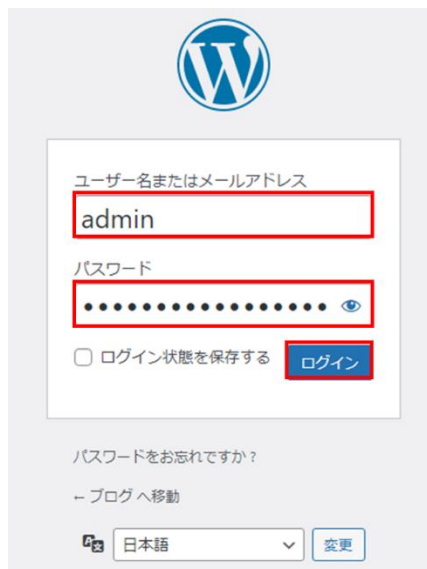 ユーザー名またはメールアドレス
admin
パスワード
●●●●●●●●●●●●●●●●●
ログイン状態を保存する
ログイン
パスワードをお忘れですか ?
← ブログ へ移動
日本語
変更